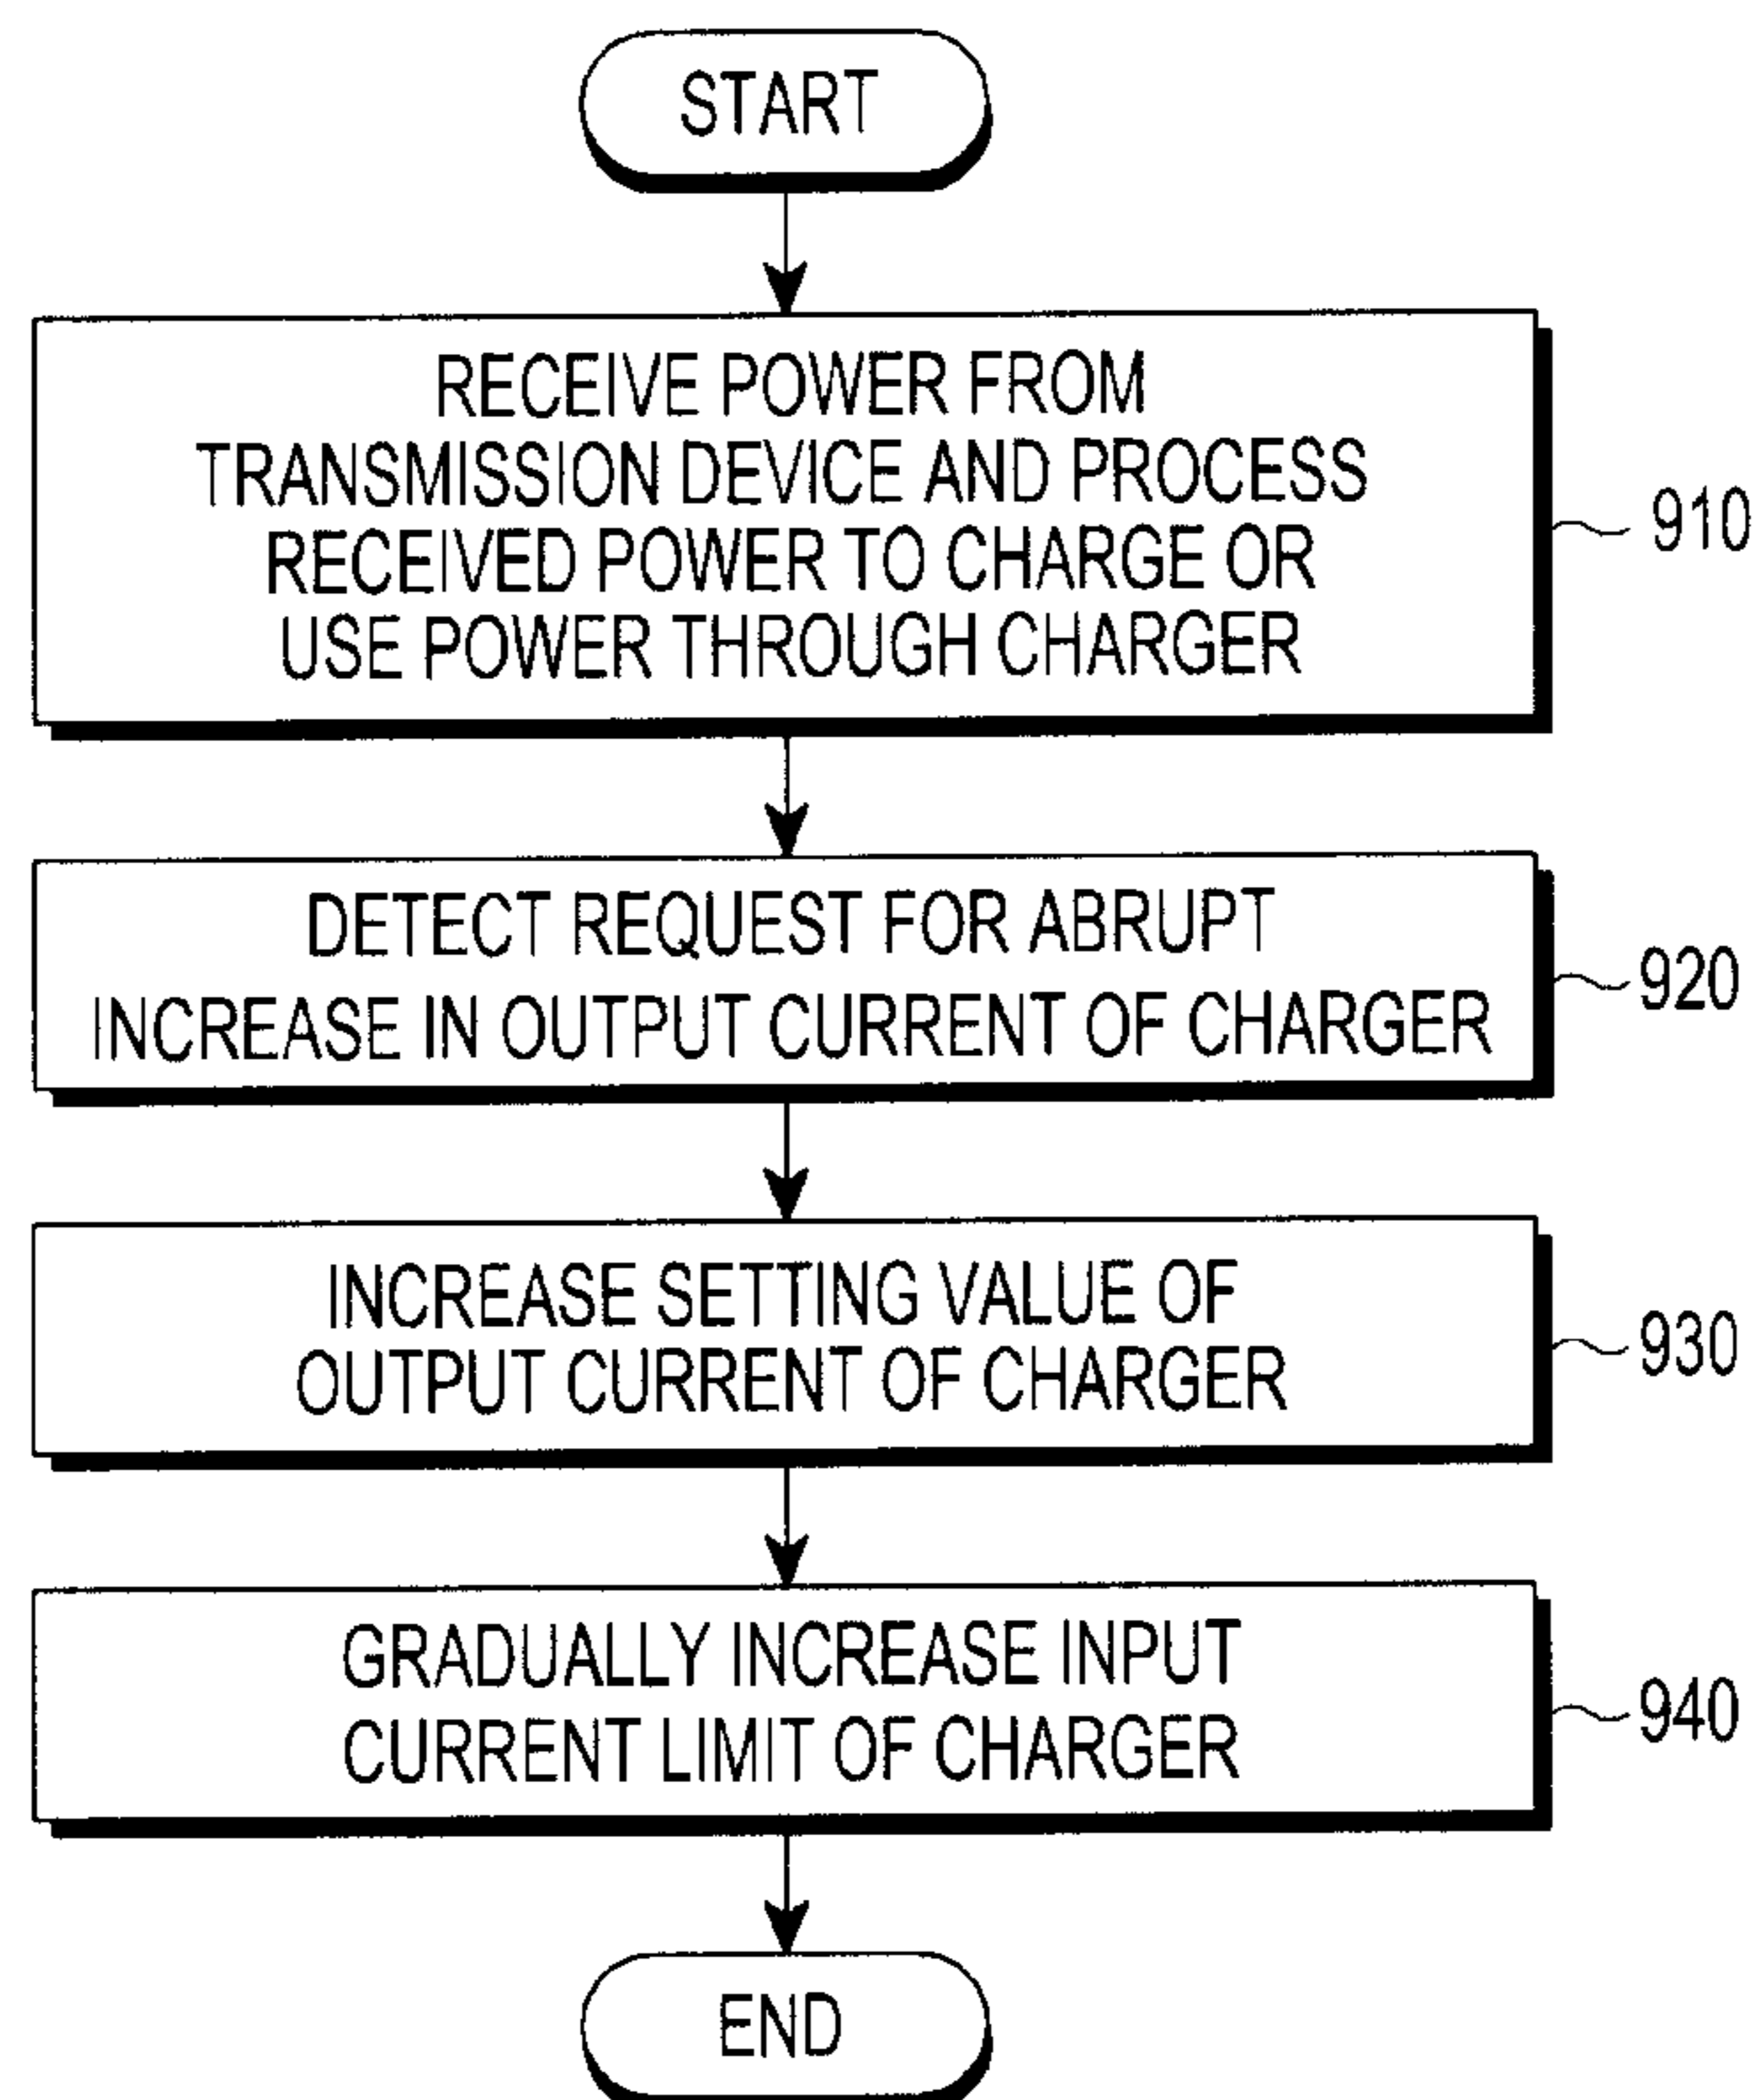 START
RECEIVE POWER FROM
TRANSMISSION DEVICE AND PROCESS
RECEIVED POWER TO CHARGE OR
USE POWER THROUGH CHARGER
910
DETECT REQUEST FOR ABRUPT
INCREASE IN OUTPUT CURRENT OF CHARGER
920
INCREASE SETTING VALUE OF
OUTPUT CURRENT OF CHARGER
930
GRADUALLY INCREASE INPUT
CURRENT LIMIT OF CHARGER
940
END